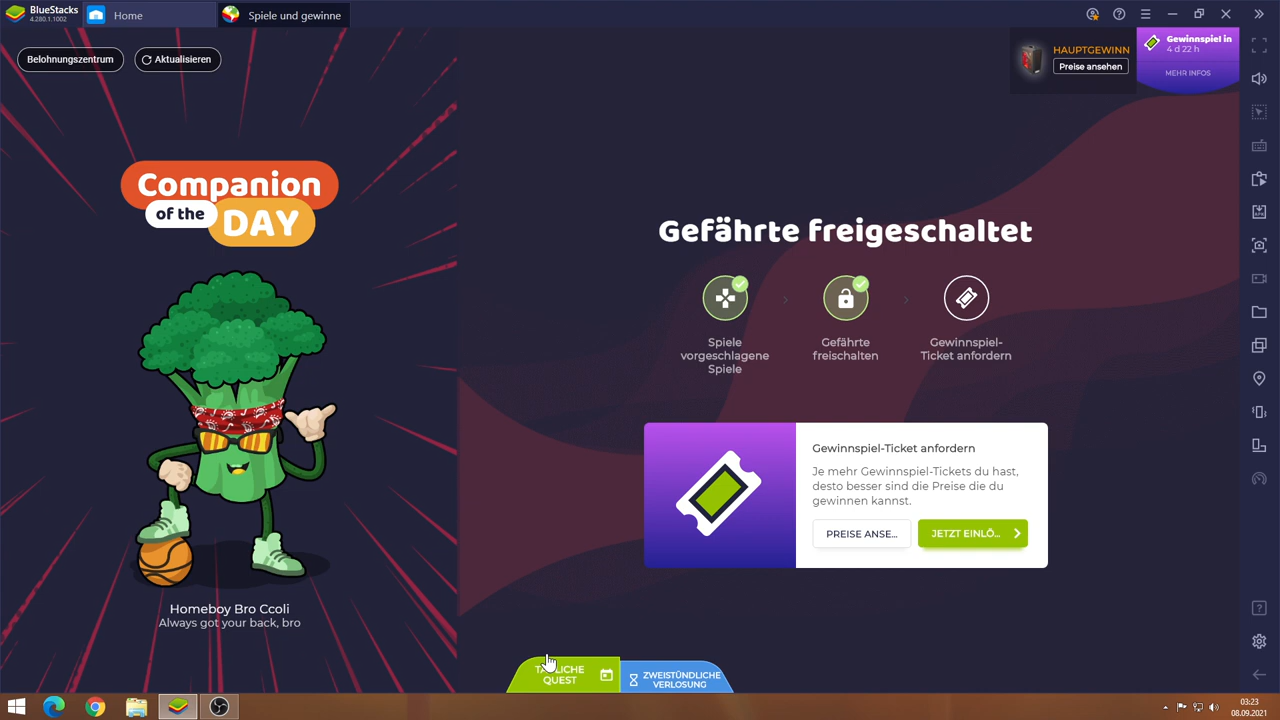 BlueStacks
4.280.1.1002
Home
Spiele und gewinne
Belohnungszentrum
Aktualisieren
HAUPTGEWINN
Preise ansehen
Gewinnspiel in
4 d 22 h
MEHR INFOS
Companion
of the
DAY
Homeboy Bro Ccoli
Always got your back, bro
Gefährte freigeschaltet
Spiele
vorgeschlagene
Spiele
Gefährte
freischalten
Gewinnspiel-
Ticket anfordern
Gewinnspiel-Ticket anfordern
Je mehr Gewinnspiel-Tickets du hast,
desto besser sind die Preise die du
gewinnen kannst.
PREISE ANSE...
JETZT EINLÖ...
QUEST
ZWEISTÜNDLICHE
VERLOSUNG
03:23
08.09.2021